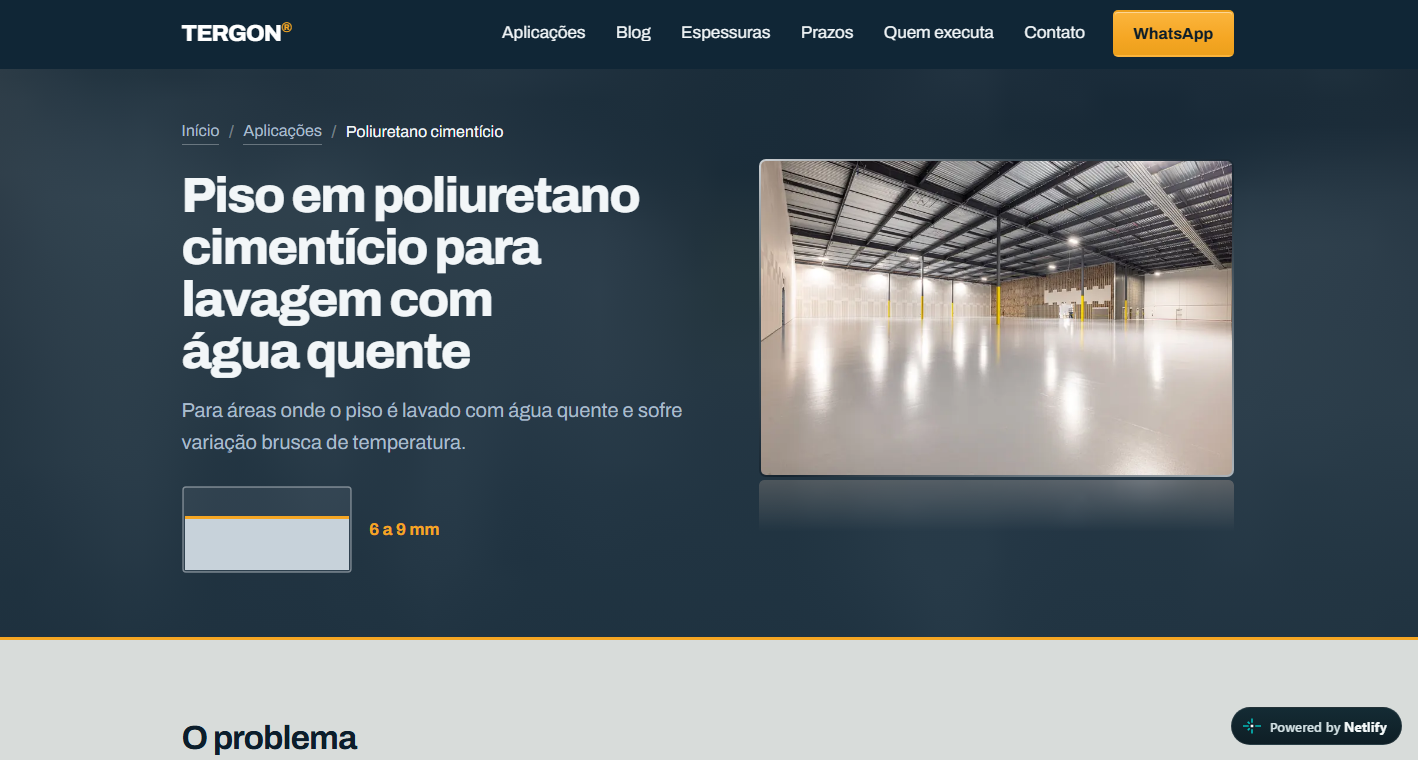 TERGON®
Aplicações Blog Espessuras Prazos Quem executa Contato WhatsApp
Início / Aplicações / Poliuretano cimentício
Piso em poliuretano
cimentício para
lavagem com
água quente
Para áreas onde o piso é lavado com água quente e sofre
variação brusca de temperatura.
6 a 9 mm
O problema
Powered by Netlify